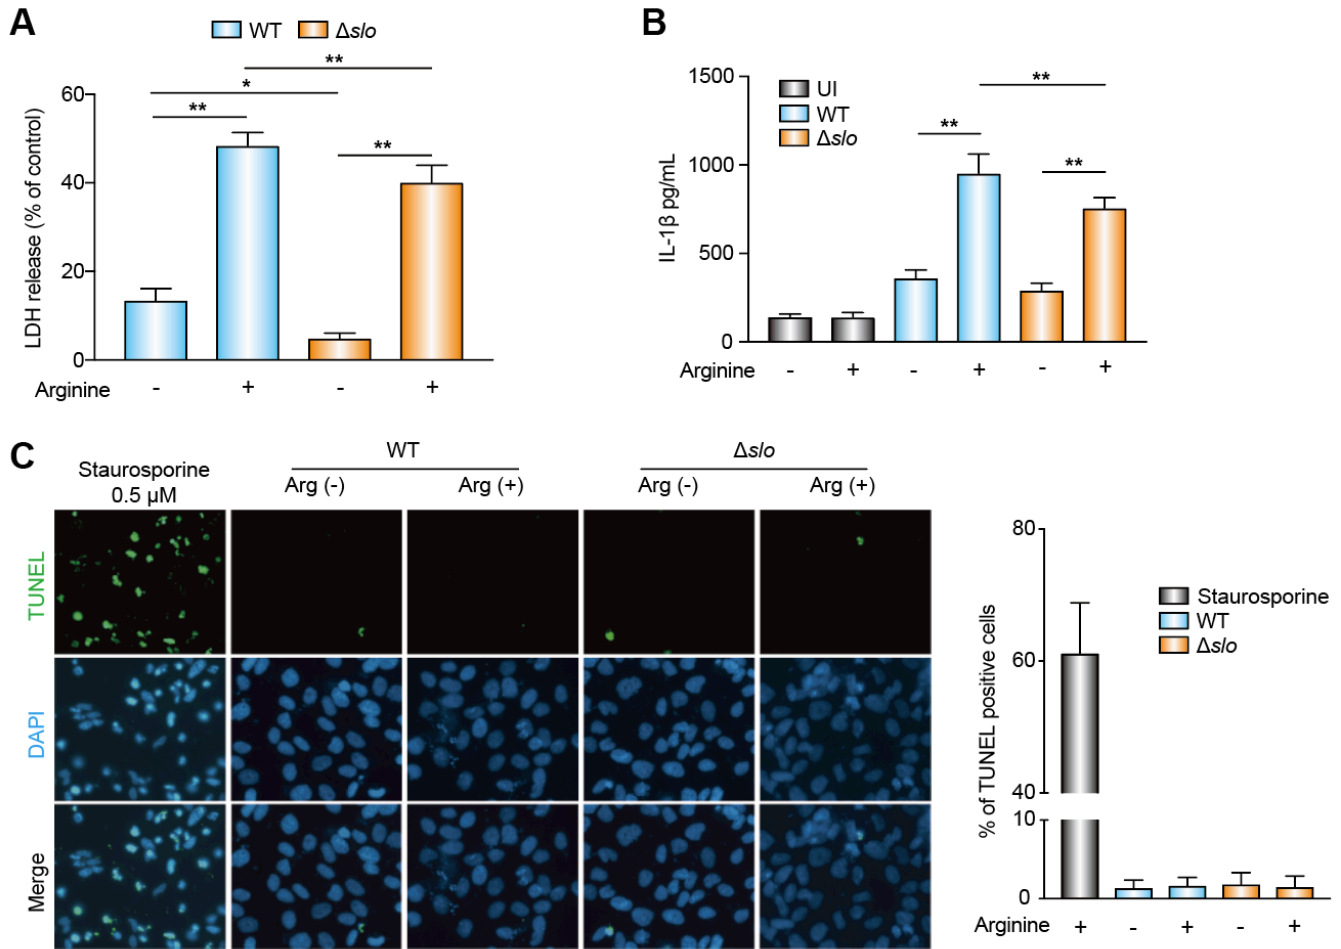 A
WT Δslo
**
*
**
**
LDH release (% of control)
60
40
20
0
Arginine - + - +
B
UI
WT
Δslo
**
**
**
IL-1β pg/mL
1500
1000
500
0
Arginine - + - + - +
C
Staurosporine
0.5 µM
WT
Δslo
Arg (-) Arg (+) Arg (-) Arg (+)
TUNEL
DAPI
Merge
% of TUNEL positive cells
80
60
40
10
0
Staurosporine
WT
Δslo
Arginine + - + - +